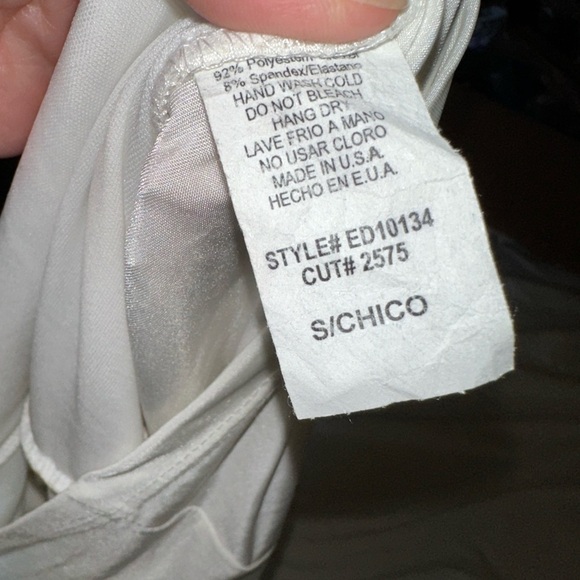 92% Polyester
8% Spandex/Elastano
HAND WASH COLD
DO NOT BLEACH
HANG DRY
LAVE FRIO A MANO
NO USAR CLORO
MADE IN U.S.A.
HECHO EN E.U.A.
STYLE# ED10134
CUT# 2575
S/CHICO